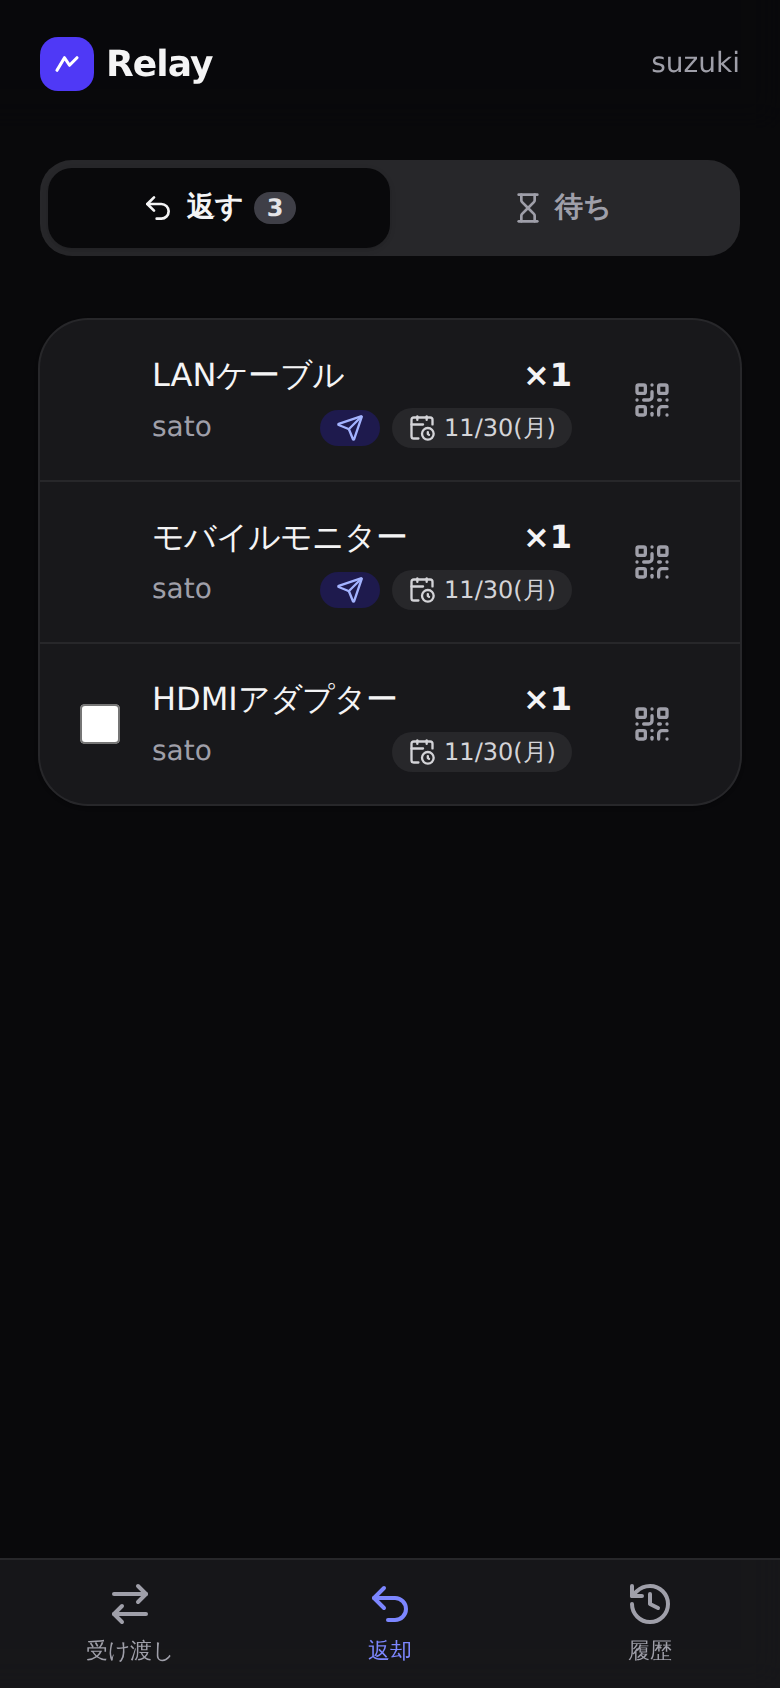 Relay
suzuki
返す 3
待ち
LANケーブル ×1
sato 11/30(月)
モバイルモニター ×1
sato 11/30(月)
HDMIアダプター ×1
sato 11/30(月)
受け渡し
返却
履歴